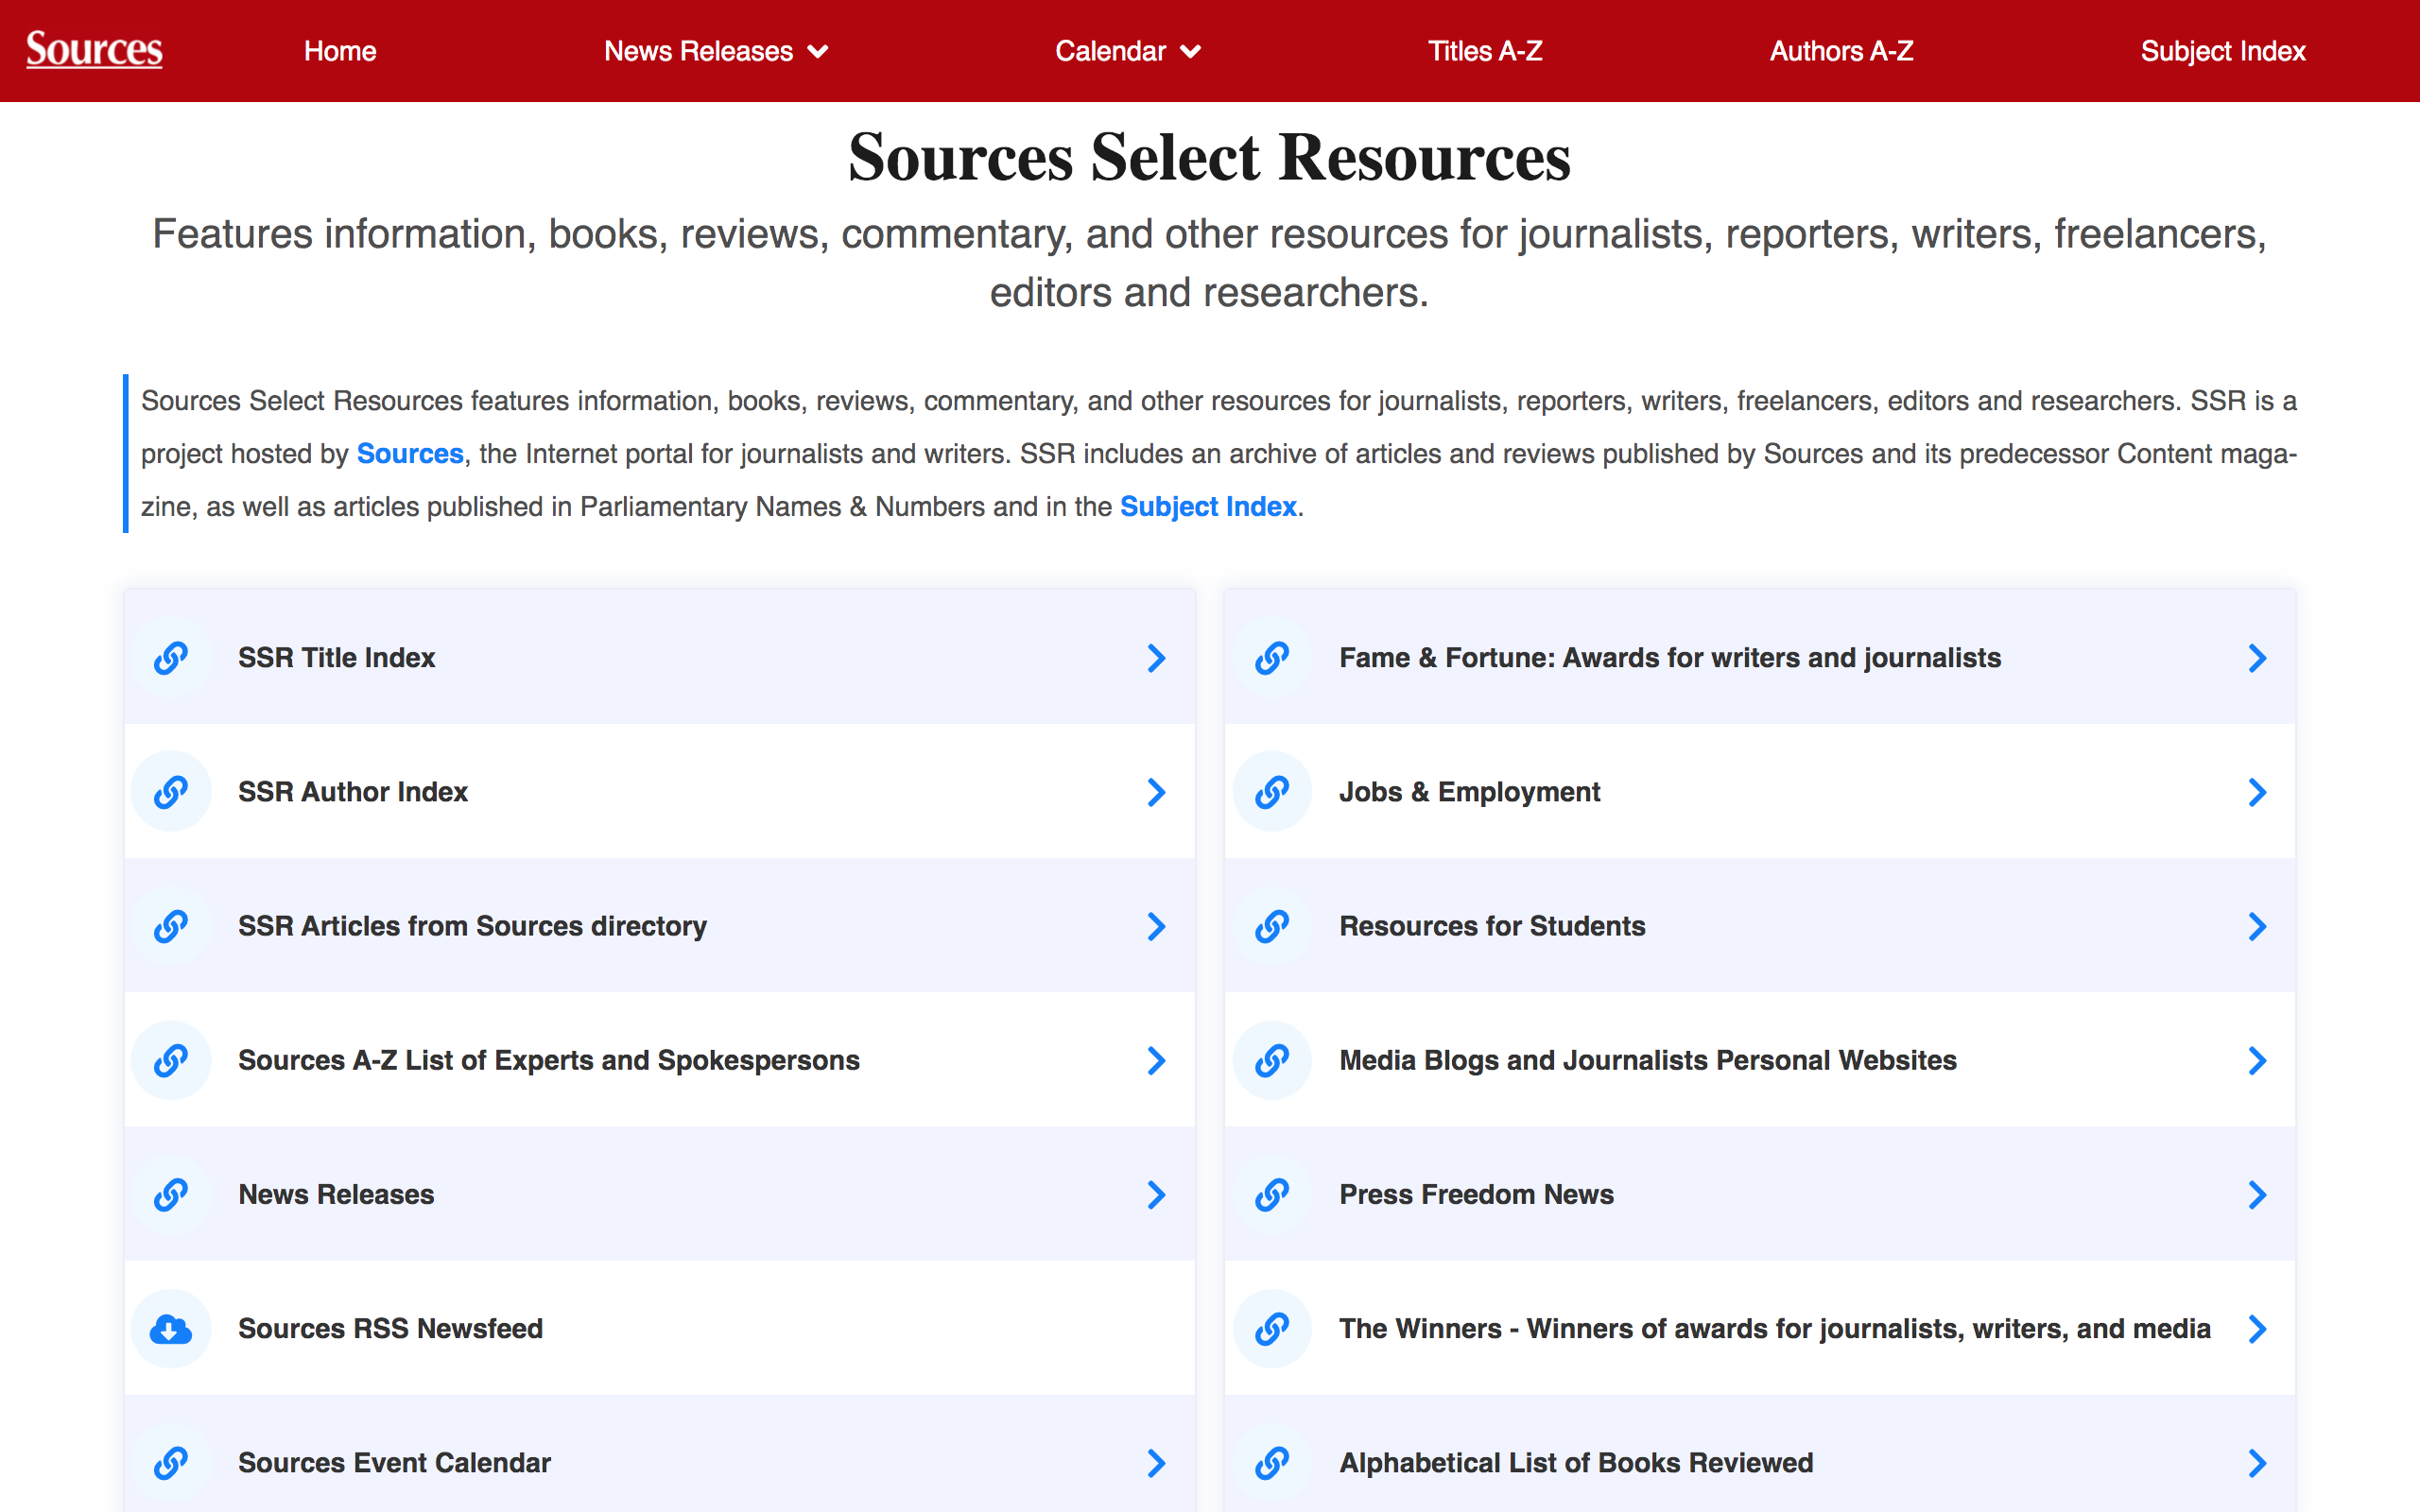 Sources
Home
News Releases
Calendar
Titles A-Z
Authors A-Z
Subject Index
Sources Select Resources
Features information, books, reviews, commentary, and other resources for journalists, reporters, writers, freelancers,
editors and researchers.
Sources Select Resources features information, books, reviews, commentary, and other resources for journalists, reporters, writers, freelancers, editors and researchers. SSR is a
project hosted by Sources, the Internet portal for journalists and writers. SSR includes an archive of articles and reviews published by Sources and its predecessor Content maga-
zine, as well as articles published in Parliamentary Names & Numbers and in the Subject Index.
SSR Title Index
SSR Author Index
SSR Articles from Sources directory
Sources A-Z List of Experts and Spokespersons
News Releases
Sources RSS Newsfeed
Sources Event Calendar
Fame & Fortune: Awards for writers and journalists
Jobs & Employment
Resources for Students
Media Blogs and Journalists Personal Websites
Press Freedom News
The Winners - Winners of awards for journalists, writers, and media
Alphabetical List of Books Reviewed